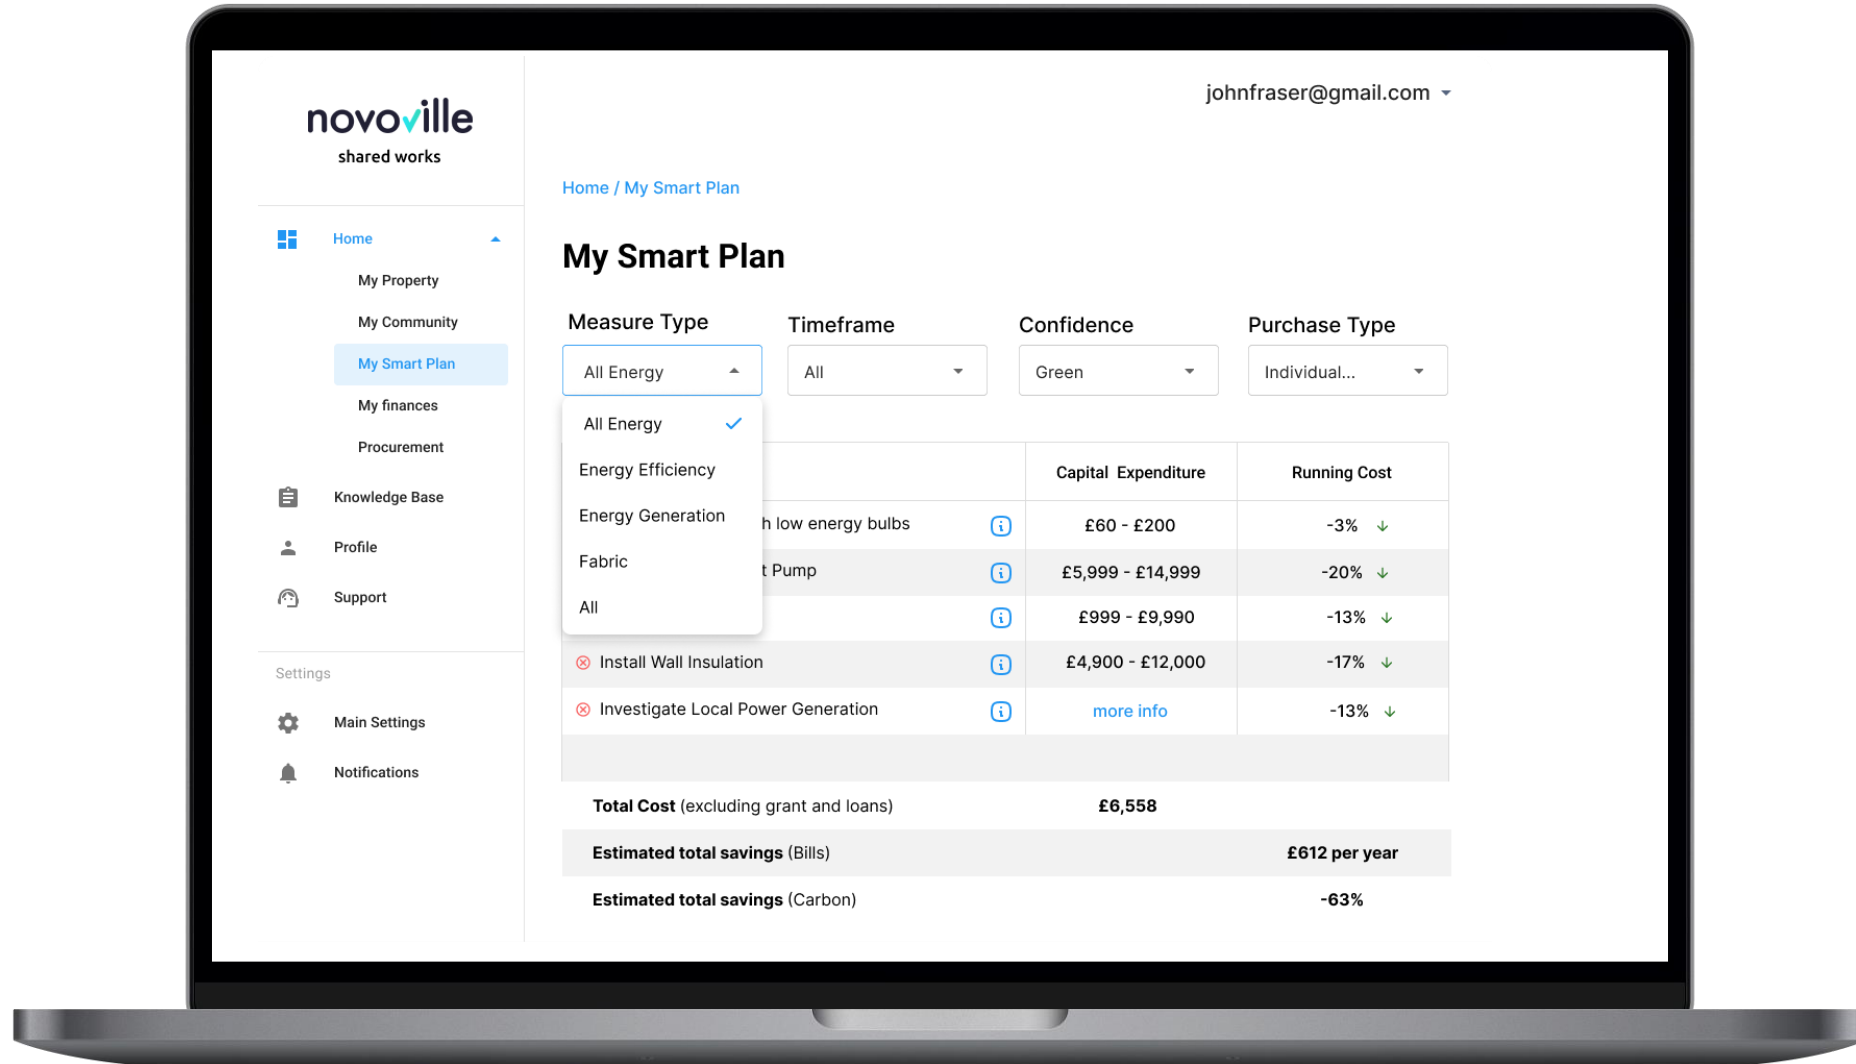 novoville
shared works
johnfraser@gmail.com
Home / My Smart Plan
Home
My Property
My Community
My Smart Plan
My finances
Procurement
Knowledge Base
Profile
Support
Settings
Main Settings
Notifications
My Smart Plan
Measure Type Timeframe Confidence Purchase Type
All Energy All Green Individual...
All Energy
Energy Efficiency
Energy Generation
Fabric
All
Capital Expenditure Running Cost
low energy bulbs £60 - £200 -3%
Pump £5,999 - £14,999 -20%
£999 - £9,990 -13%
Install Wall Insulation £4,900 - £12,000 -17%
Investigate Local Power Generation more info -13%
Total Cost (excluding grant and loans) £6,558
Estimated total savings (Bills) £612 per year
Estimated total savings (Carbon) -63%